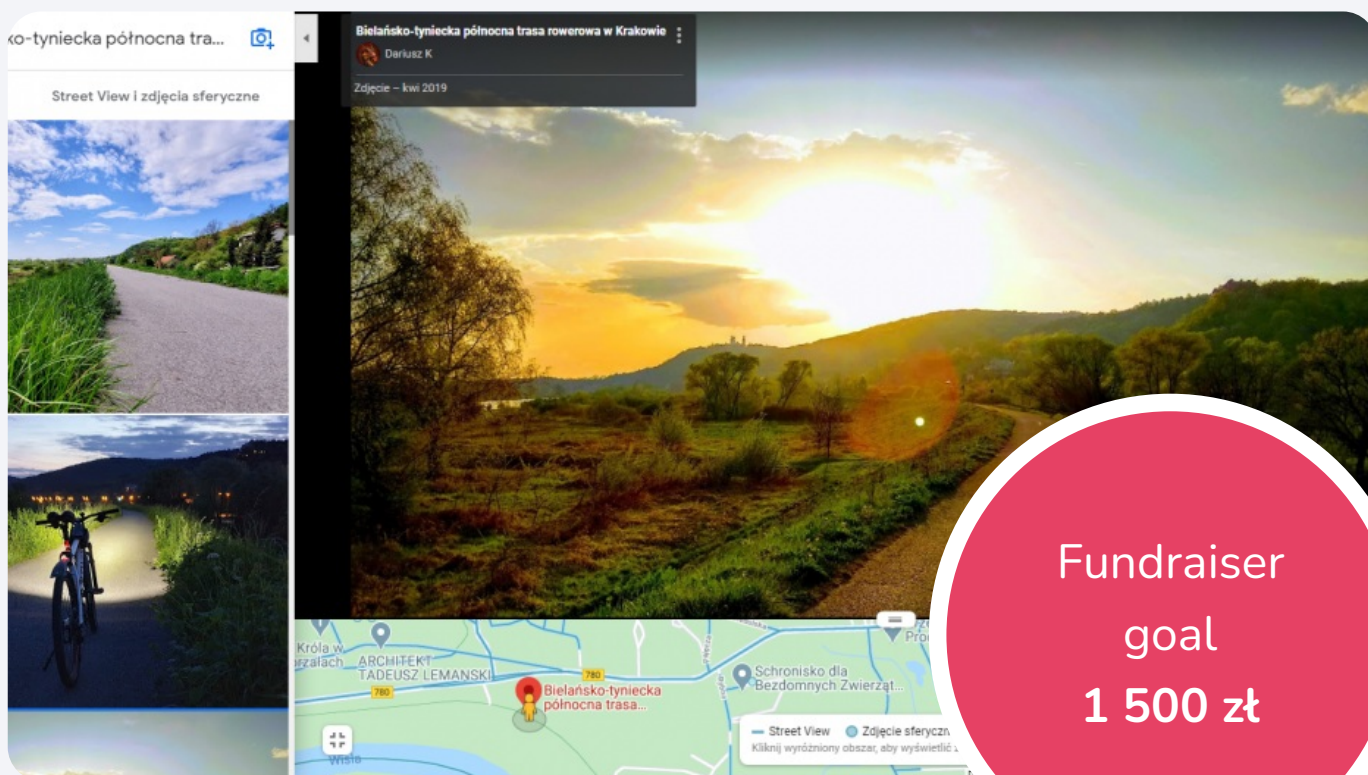 ko-tyniecka północna tra...
Street View i zdjęcia sferyczne
Bielańsko-tyniecka północna trasa rowerowa w Krakowie
Dariusz K
Zdjęcie – kwi 2019
Króla w
ARCHITEKT
TADEUSZ LEMANSKI
780
780
Bielańsko-tyniecka
północna trasa...
Schronisko dla
Bezdomnych Zwierząt...
Wisła
Street View
Zdjęcie sferyczn
Kliknij wyróżniony obszar, aby wyświetlić
Fundraiser
goal
1 500 zł